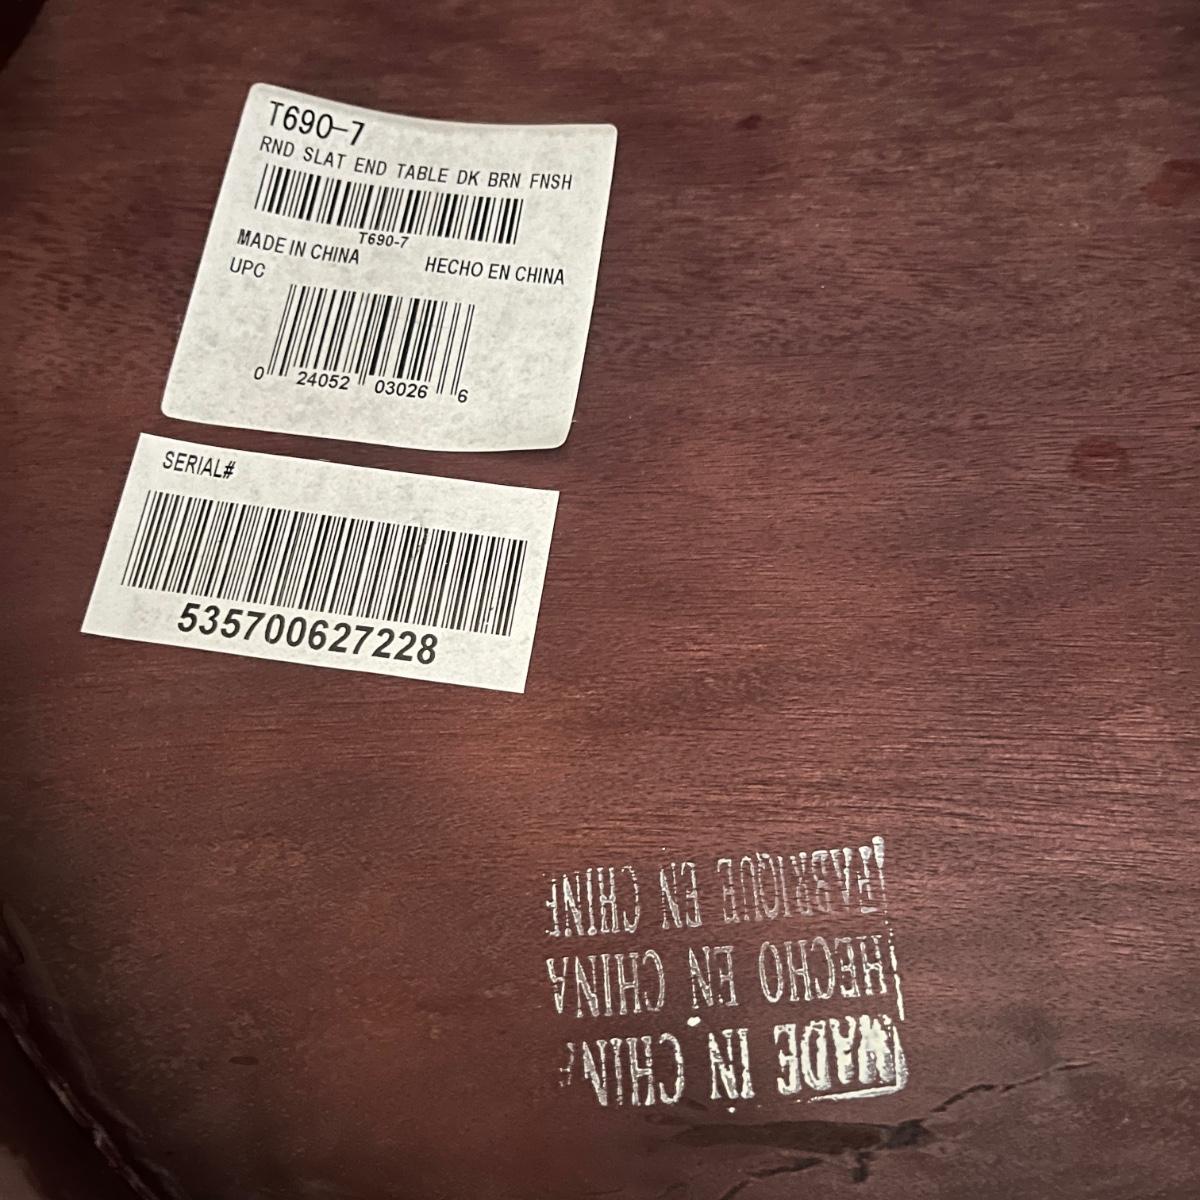 T690-7
RND SLAT END TABLE DK BRN FNSH
T690-7
MADE IN CHINA HECHO EN CHINA
UPC
0 24052 03026 6
SERIAL#
535700627228
MADE IN CHINA
HECHO EN CHINA
FABRIQUE EN CHINE